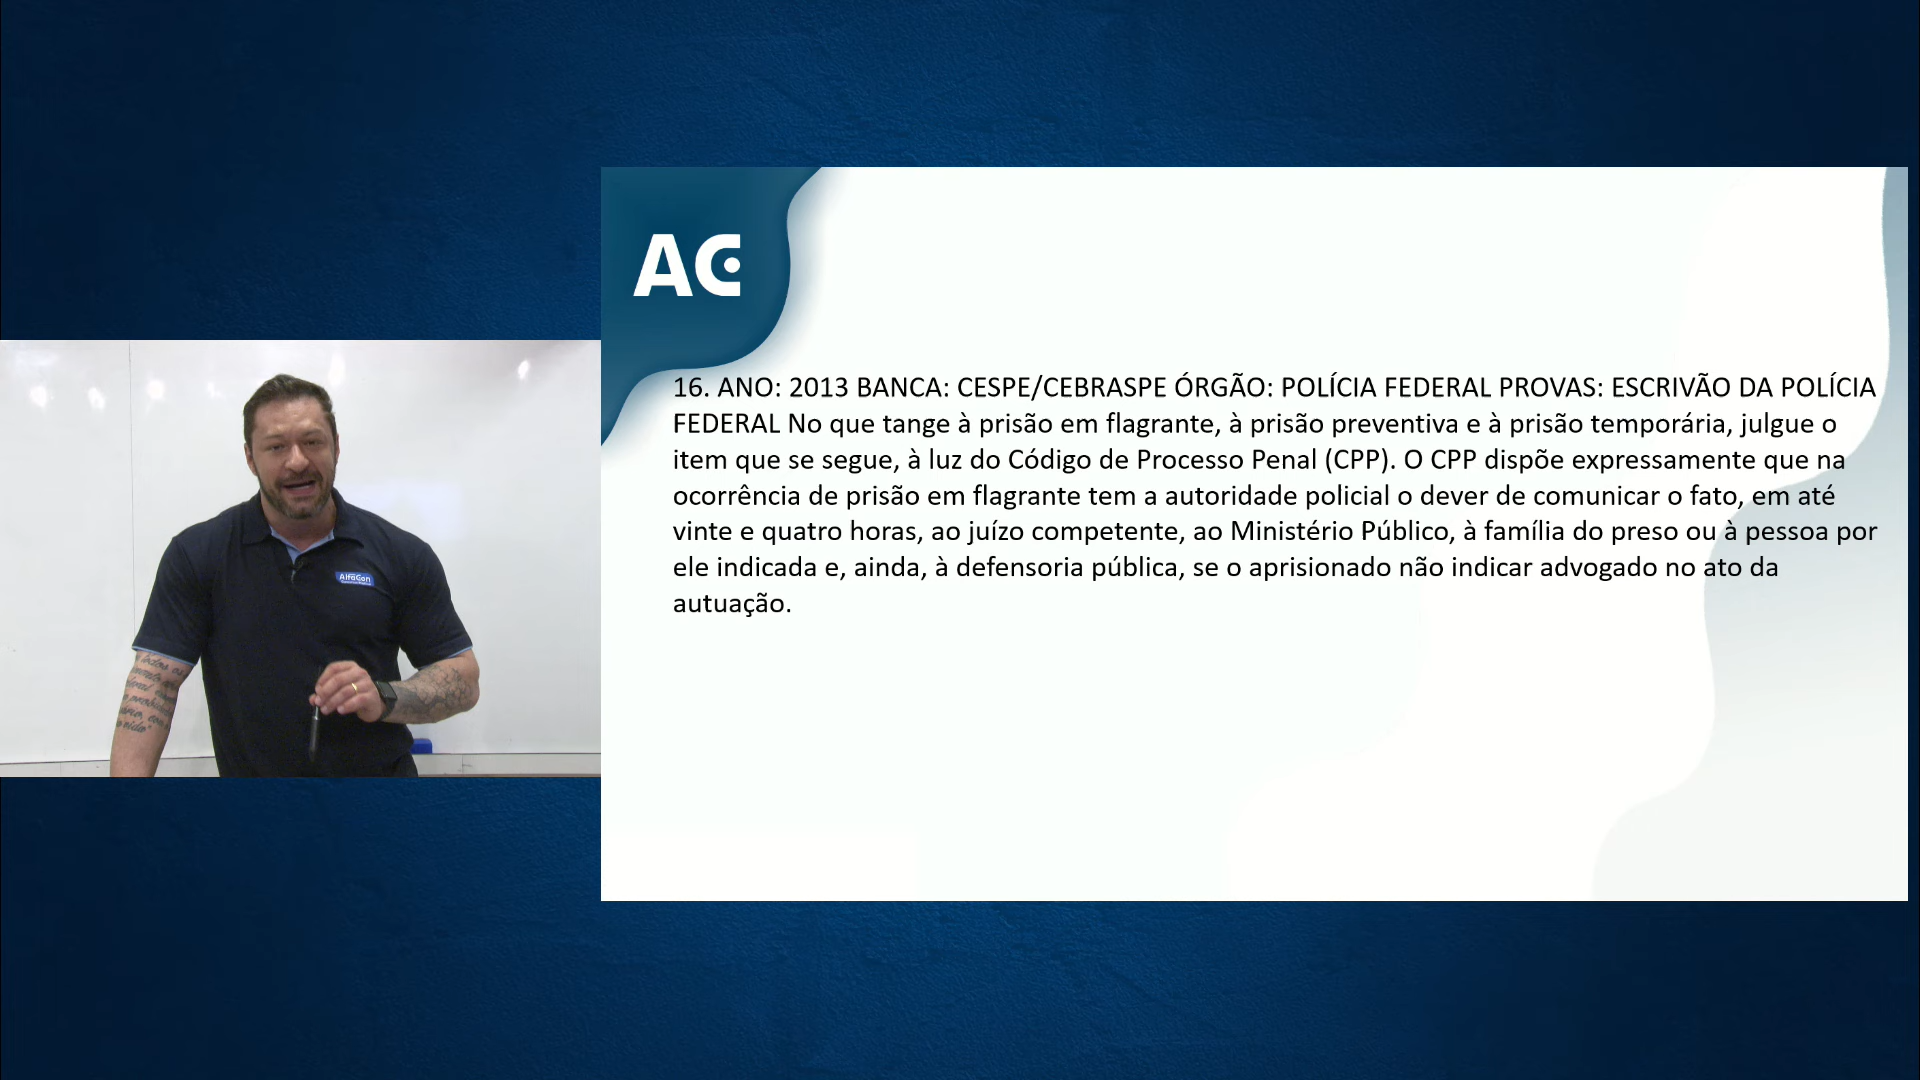 AC
16. ANO: 2013 BANCA: CESPE/CEBRASPE ÓRGÃO: POLÍCIA FEDERAL PROVAS: ESCRIVÃO DA POLÍCIA
FEDERAL No que tange à prisão em flagrante, à prisão preventiva e à prisão temporária, julgue o
item que se segue, à luz do Código de Processo Penal (CPP). O CPP dispõe expressamente que na
ocorrência de prisão em flagrante tem a autoridade policial o dever de comunicar o fato, em até
vinte e quatro horas, ao juízo competente, ao Ministério Público, à família do preso ou à pessoa por
ele indicada e, ainda, à defensoria pública, se o aprisionado não indicar advogado no ato da
autuação.
AlfaCon